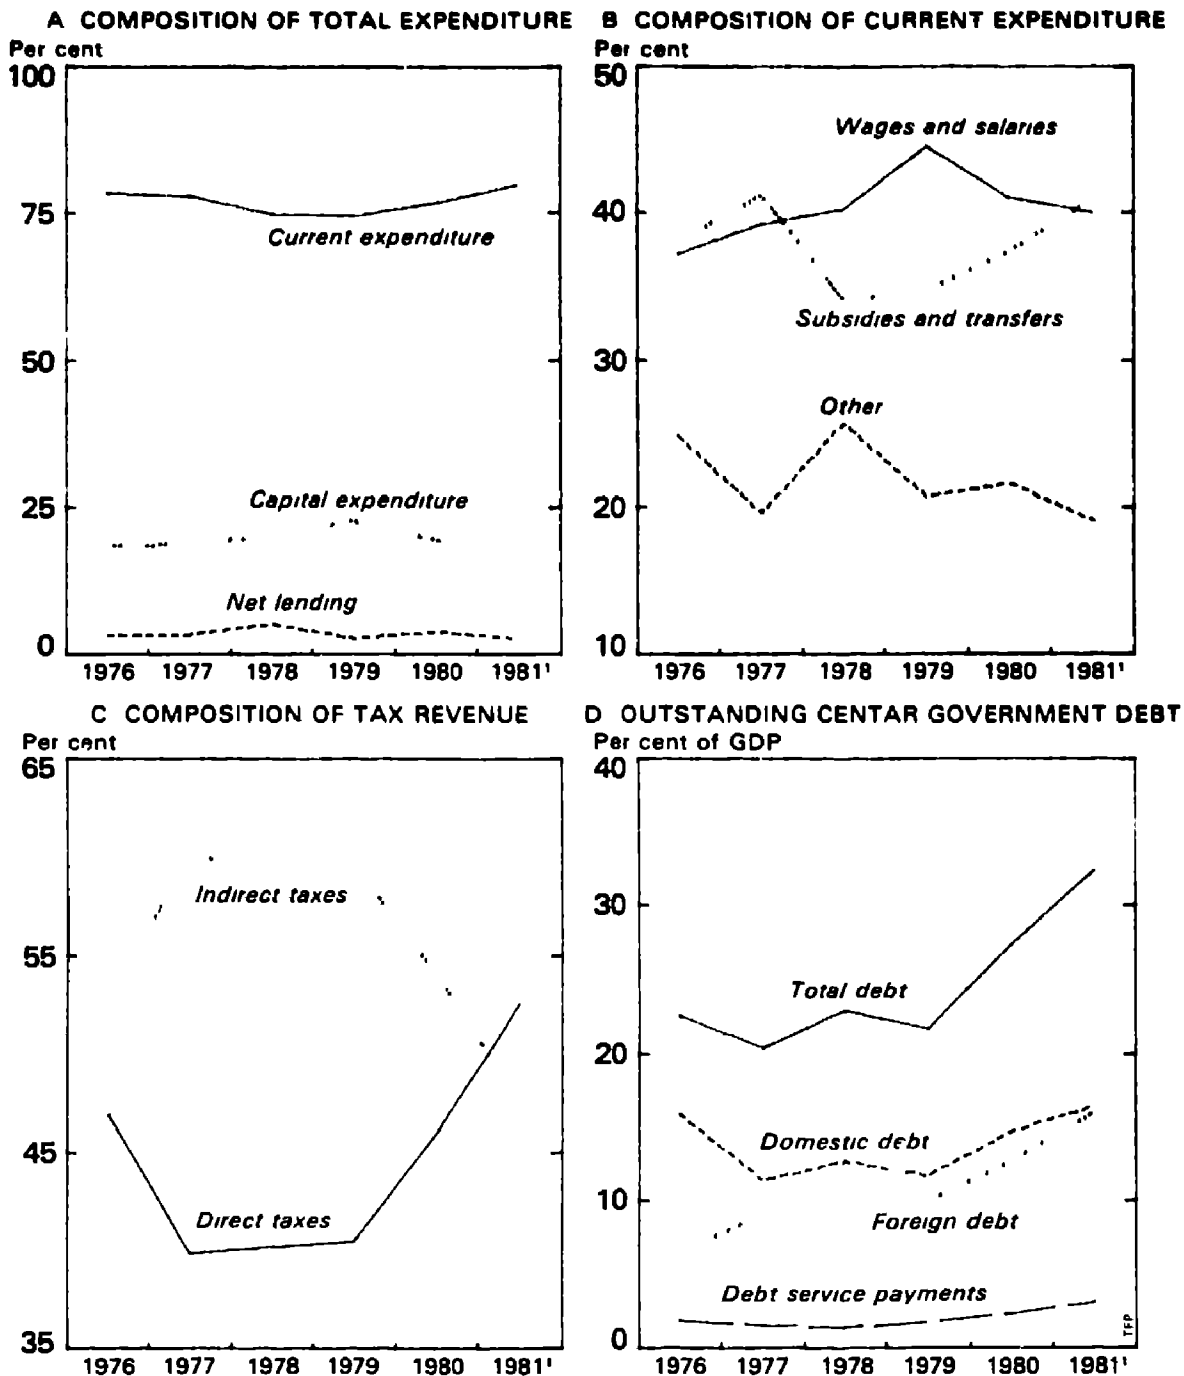 A COMPOSITION OF TOTAL EXPENDITURE
Per cent
100
75
50
25
0
Current expenditure
Capital expenditure
Net lending
1976 1977 1978 1979 1980 1981¹
B COMPOSITION OF CURRENT EXPENDITURE
Per cent
50
40
30
20
10
Wages and salaries
Subsidies and transfers
Other
1976 1977 1978 1979 1980 1981¹
C COMPOSITION OF TAX REVENUE
Per cent
65
55
45
35
Indirect taxes
Direct taxes
1976 1977 1978 1979 1980 1981¹
D OUTSTANDING CENTAR GOVERNMENT DEBT
Per cent of GDP
40
30
20
10
0
Total debt
Domestic debt
Foreign debt
Debt service payments
TFP
1976 1977 1978 1979 1980 1981¹